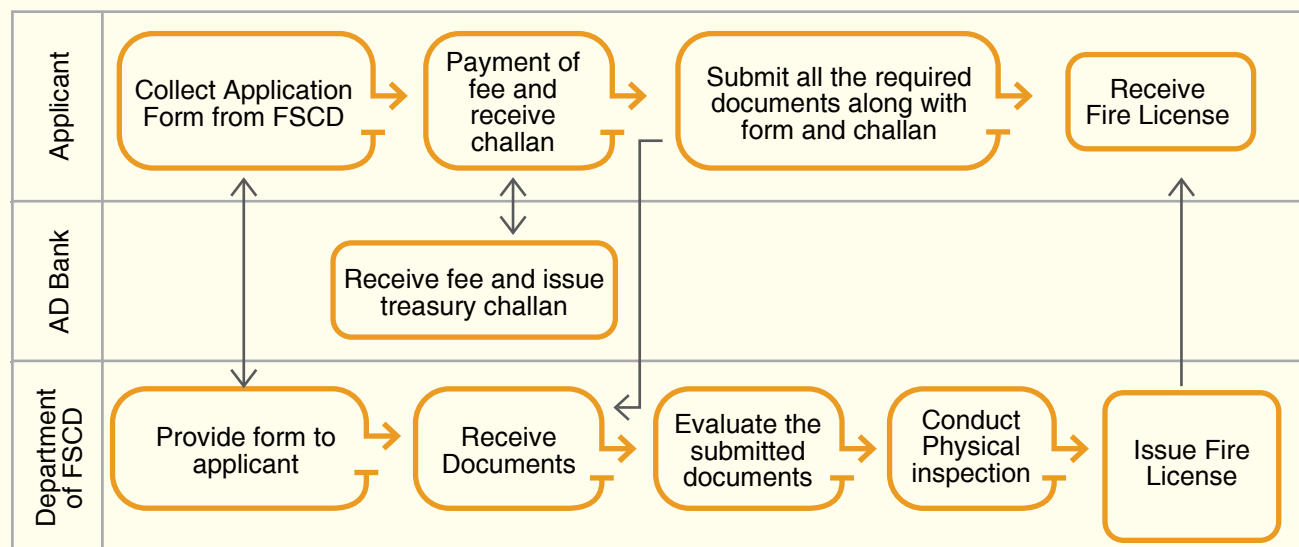 Applicant
Collect Application
Form from FSCD
Payment of
fee and
receive
challan
Submit all the required
documents along with
form and challan
Receive
Fire License
AD Bank
Receive fee and issue
treasury challan
Department
of FSCD
Provide form to
applicant
Receive
Documents
Evaluate the
submitted
documents
Conduct
Physical
inspection
Issue Fire
License